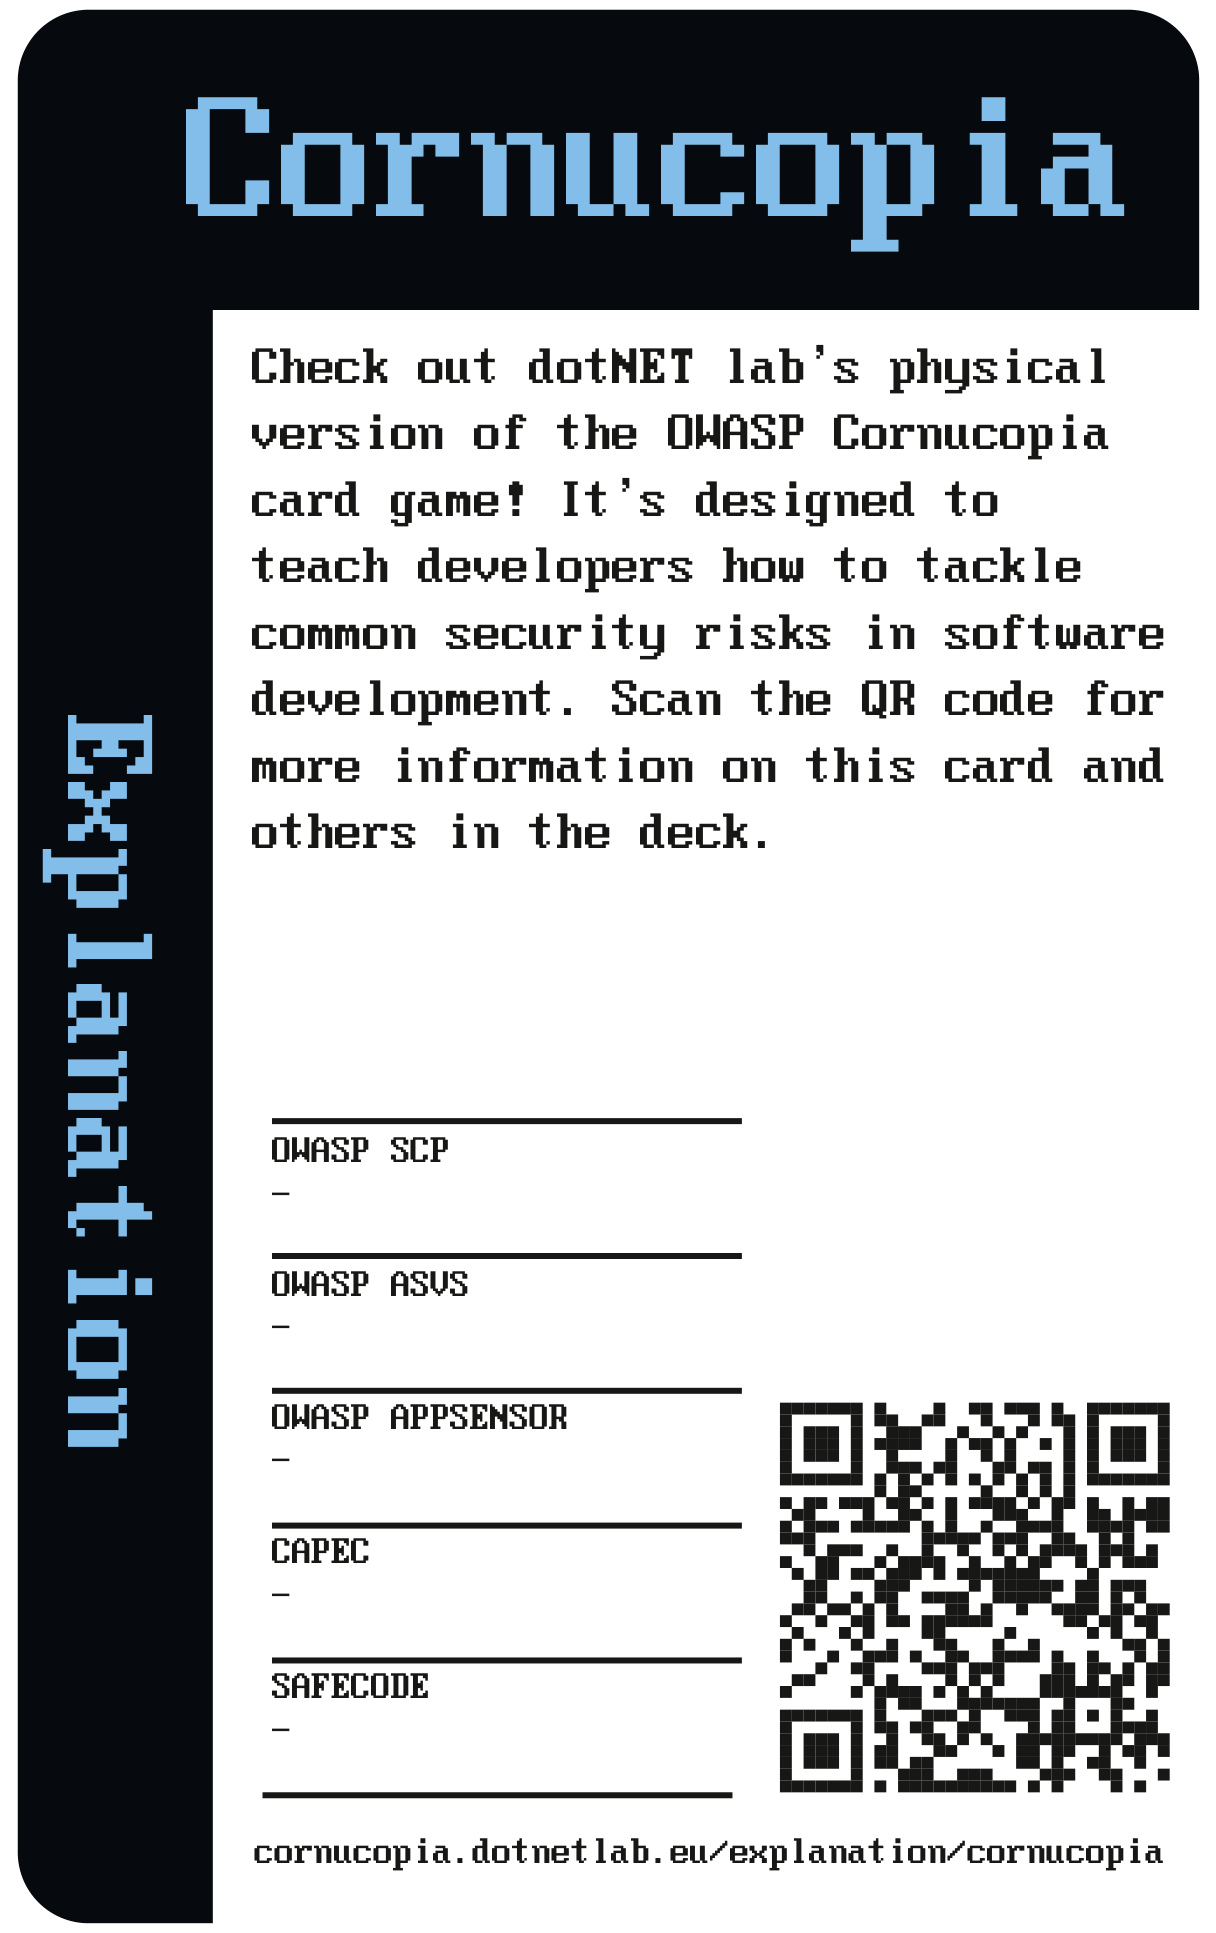 Cornucopia
Explanation
Check out dotNET lab's physical
version of the OWASP Cornucopia
card game! It's designed to
teach developers how to tackle
common security risks in software
development. Scan the QR code for
more information on this card and
others in the deck.
OWASP SCP
–
OWASP ASVS
–
OWASP APPSENSOR
–
CAPEC
–
SAFECODE
–
cornucopia.dotnetlab.eu/explanation/cornucopia